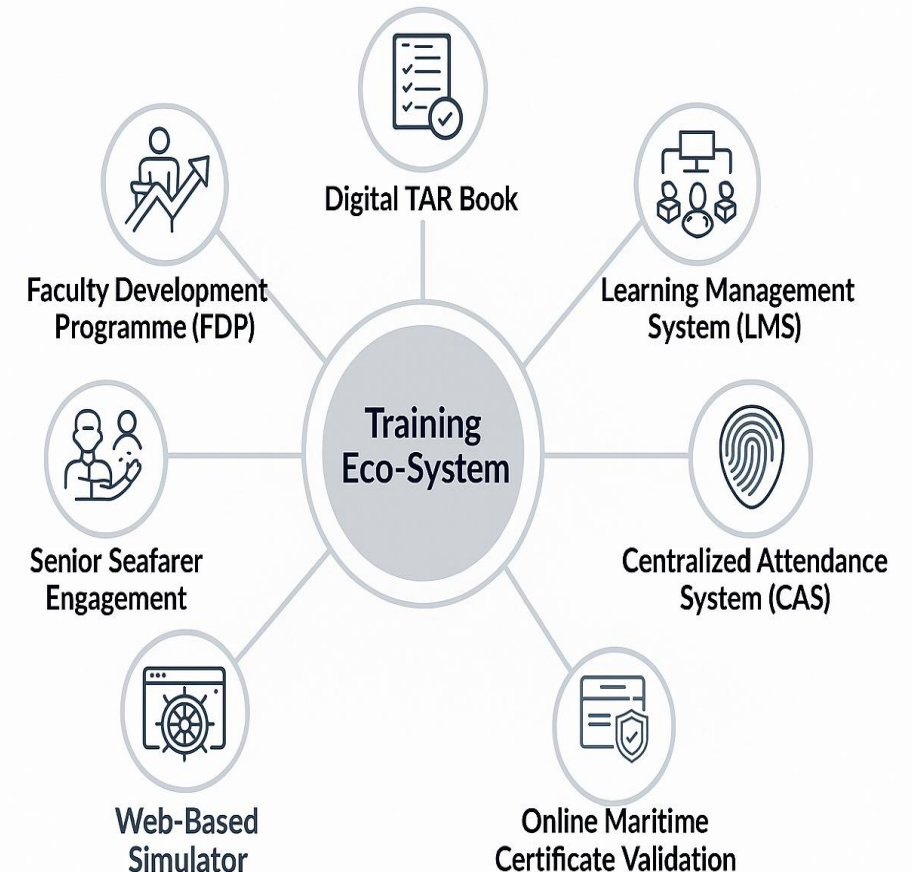 Digital TAR Book
Faculty Development
Programme (FDP)
Learning Management
System (LMS)
Training
Eco-System
Senior Seafarer
Engagement
Centralized Attendance
System (CAS)
Web-Based
Simulator
Online Maritime
Certificate Validation